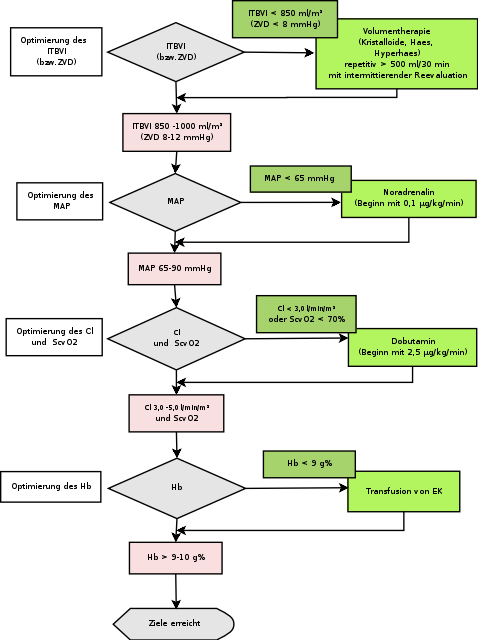 ITBVI < 850 ml/m²
(ZVD < 8 mmHg)
Optimierung des
ITBVI
(bzw.ZVD)
ITBVI
(bzw.ZVD)
Volumentherapie
(Kristalloide, Haes,
Hyperhaes)
repetitiv > 500 ml/30 min
mit intermittierender Reevaluation
ITBVI 850 -1000 ml/m²
(ZVD 8-12 mmHg)
MAP < 65 mmHg
Optimierung des
MAP
MAP
Noradrenalin
(Beginn mit 0,1 µg/kg/min)
MAP 65-90 mmHg
CI < 3,0 l/min/m²
oder ScvO2 < 70%
Optimierung des CI
und ScvO2
CI
und ScvO2
Dobutamin
(Beginn mit 2,5 µg/kg/min)
CI 3,0 -5,0 l/min/m²
und ScvO2
Hb < 9 g%
Optimierung des Hb
Hb
Transfusion von EK
Hb > 9-10 g%
Ziele erreicht